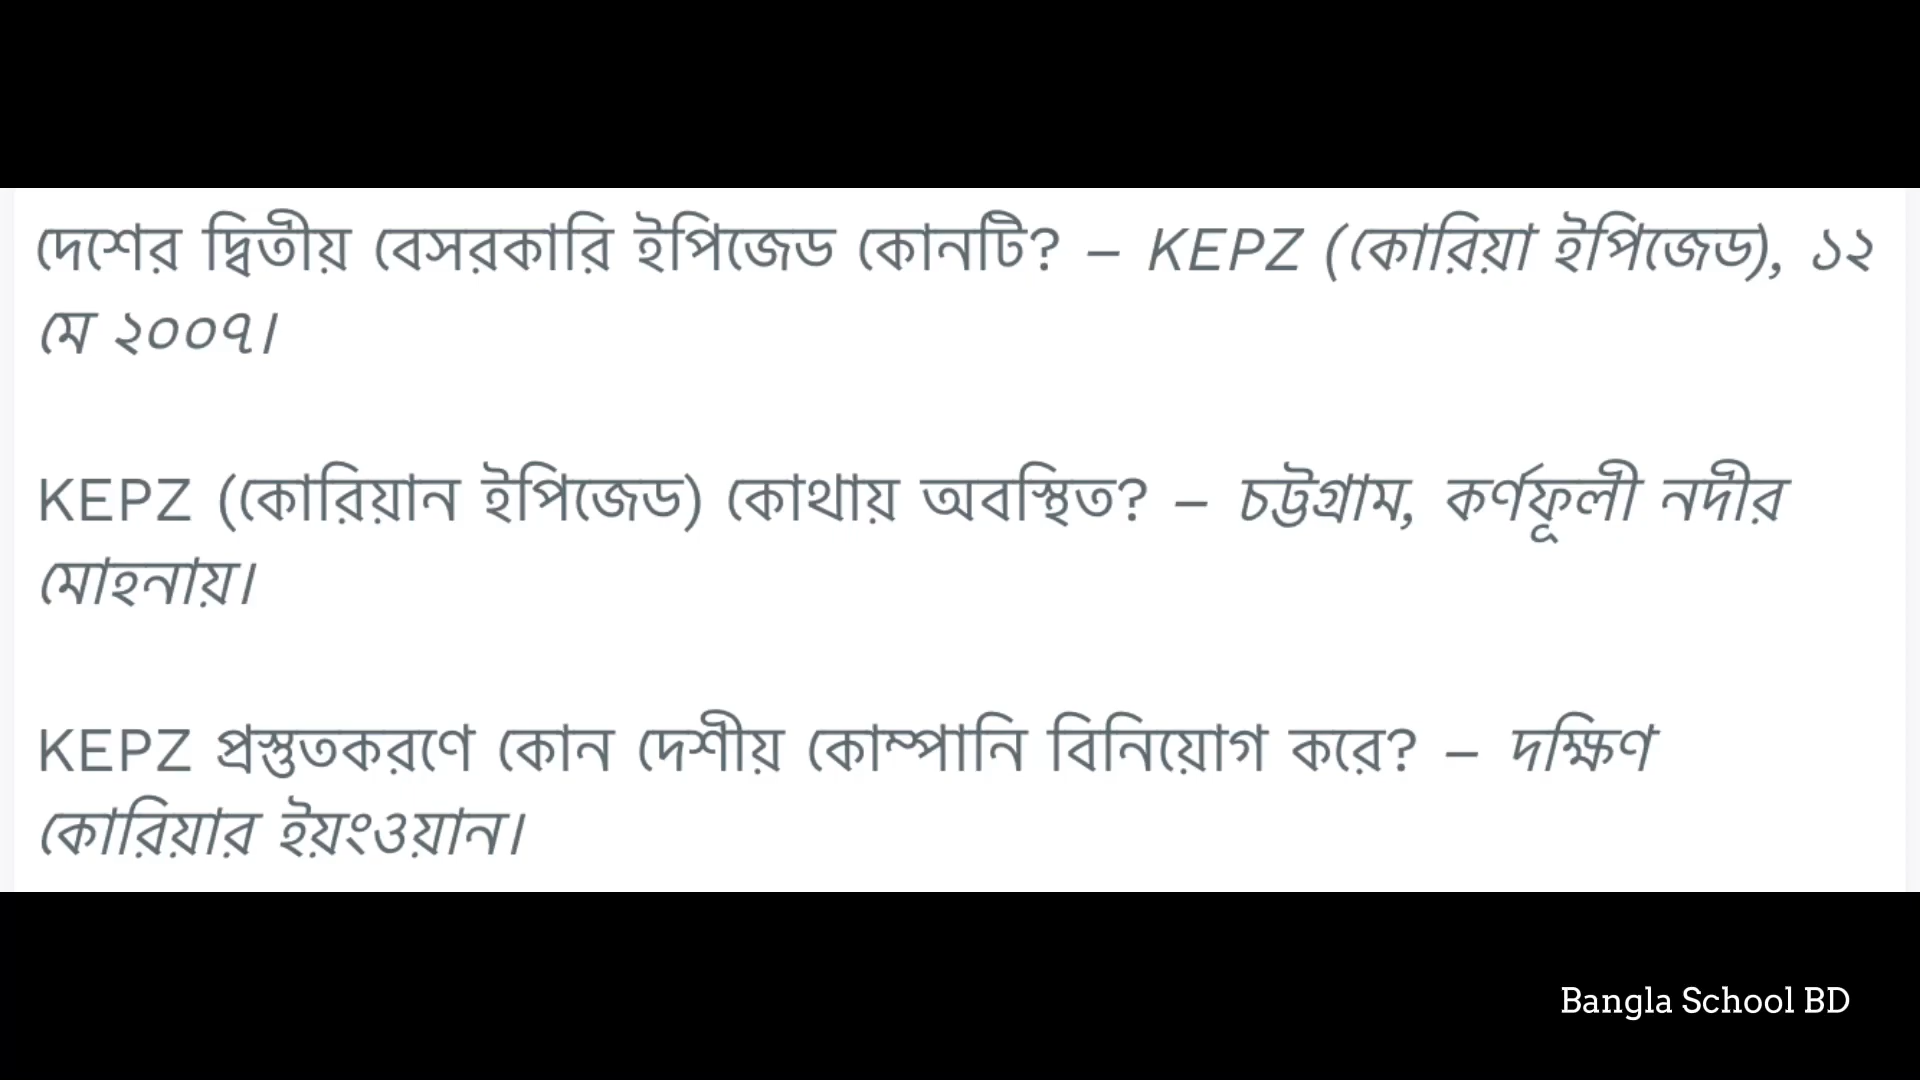 দেশের দ্বিতীয় বেসরকারি ইপিজেড কোনটি? – KEPZ (কোরিয়া ইপিজেড), ১২
মে ২০০৭।
KEPZ (কোরিয়ান ইপিজেড) কোথায় অবস্থিত? – চট্টগ্রাম, কর্ণফূলী নদীর
মোহনায়।
KEPZ প্রস্তুতকরণে কোন দেশীয় কোম্পানি বিনিয়োগ করে? – দক্ষিণ
কোরিয়ার ইয়ংওয়ান।
Bangla School BD